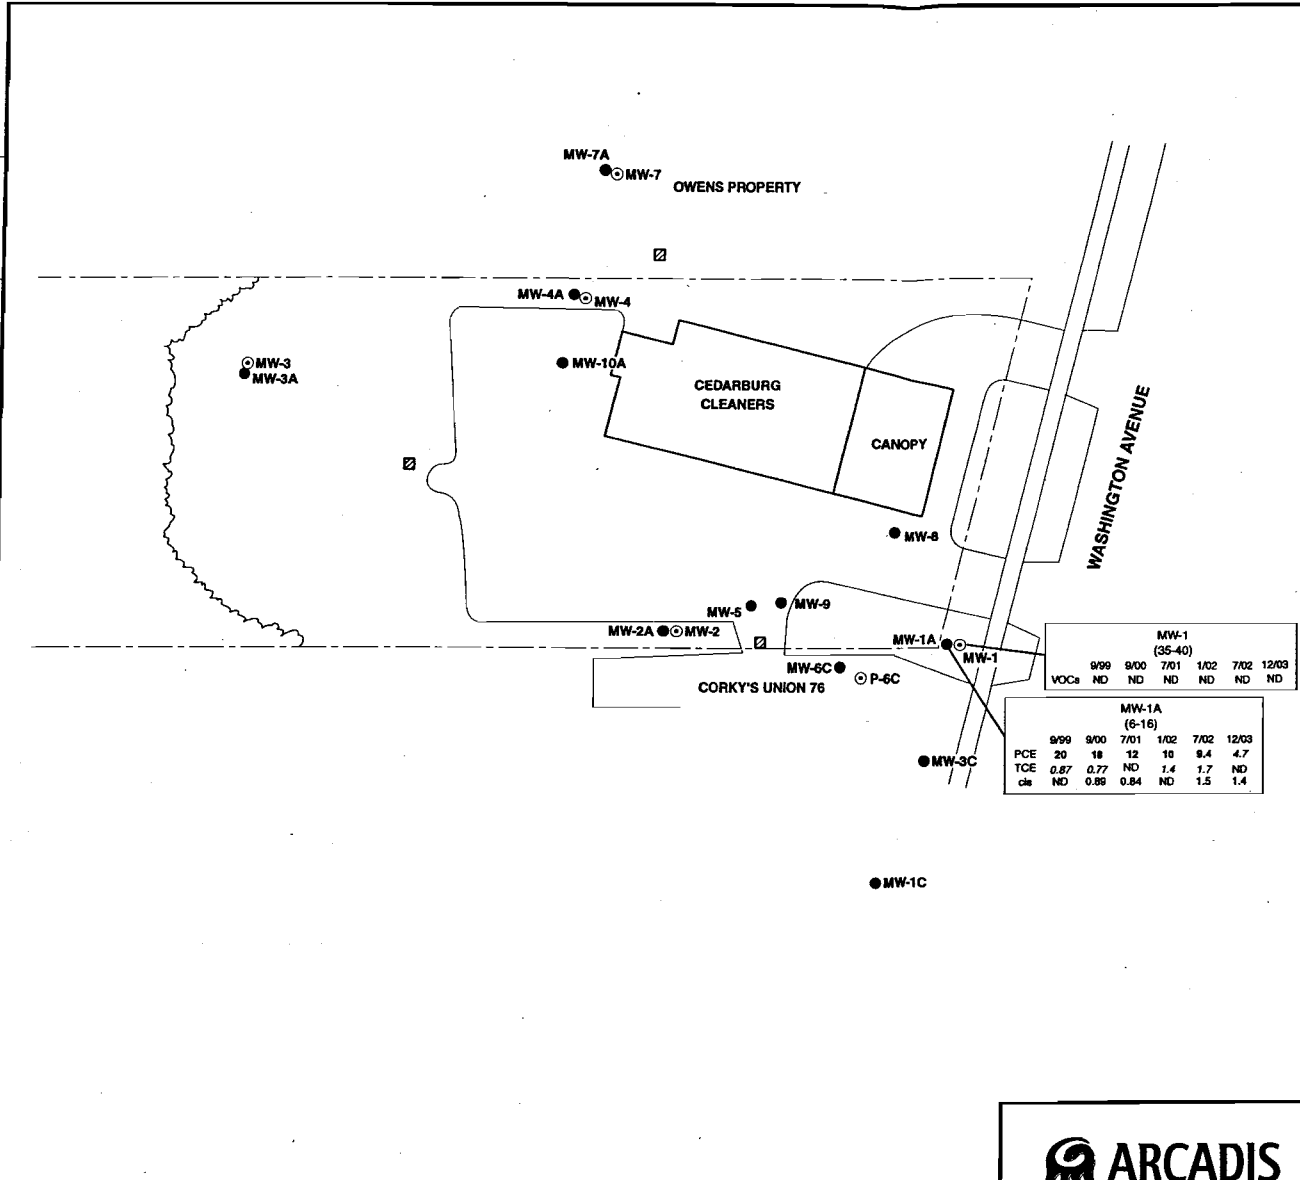 MW-7A
MW-7
OWENS PROPERTY
MW-4A
MW-4
MW-3
MW-3A
MW-10A
CEDARBURG
CLEANERS
CANOPY
WASHINGTON AVENUE
MW-8
MW-5
MW-9
MW-2A
MW-2
MW-1A
MW-1
MW-6C
P-6C
CORKY'S UNION 76
MW-1
(35-40)
9/99 9/00 7/01 1/02 7/02 12/03
VOCs ND ND ND ND ND ND
MW-1A
(6-16)
9/99 9/00 7/01 1/02 7/02 12/03
PCE 20 18 12 10 9.4 4.7
TCE 0.87 0.77 ND 1.4 1.7 ND
cis ND 0.89 0.84 ND 1.5 1.4
MW-3C
MW-1C
ARCADIS